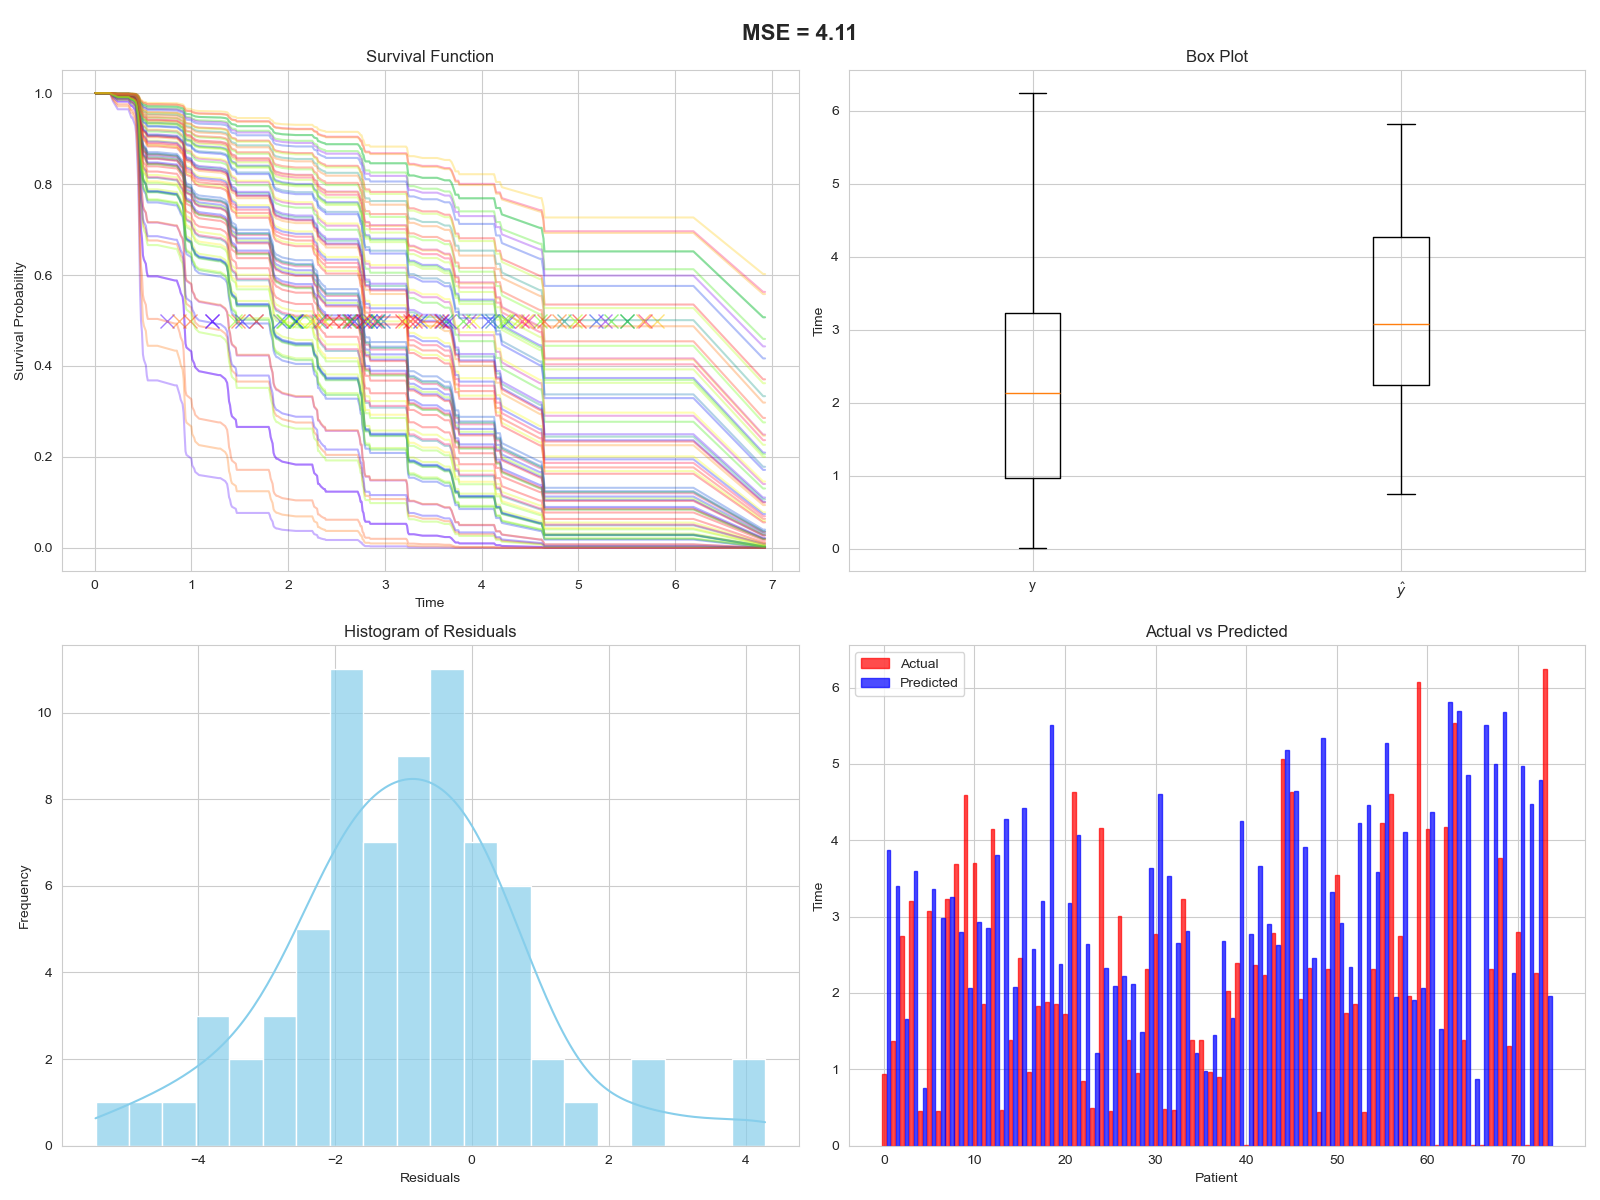 MSE = 4.11
Survival Function
1.0
0.8
0.6
0.4
0.2
0.0
Survival Probability
0 1 2 3 4 5 6 7
Time
Box Plot
6
5
4
3
2
1
0
Time
y ŷ
Histogram of Residuals
10
8
6
4
2
0
Frequency
−4 −2 0 2 4
Residuals
Actual vs Predicted
Actual
Predicted
6
5
4
3
2
1
0
Time
0 10 20 30 40 50 60 70
Patient